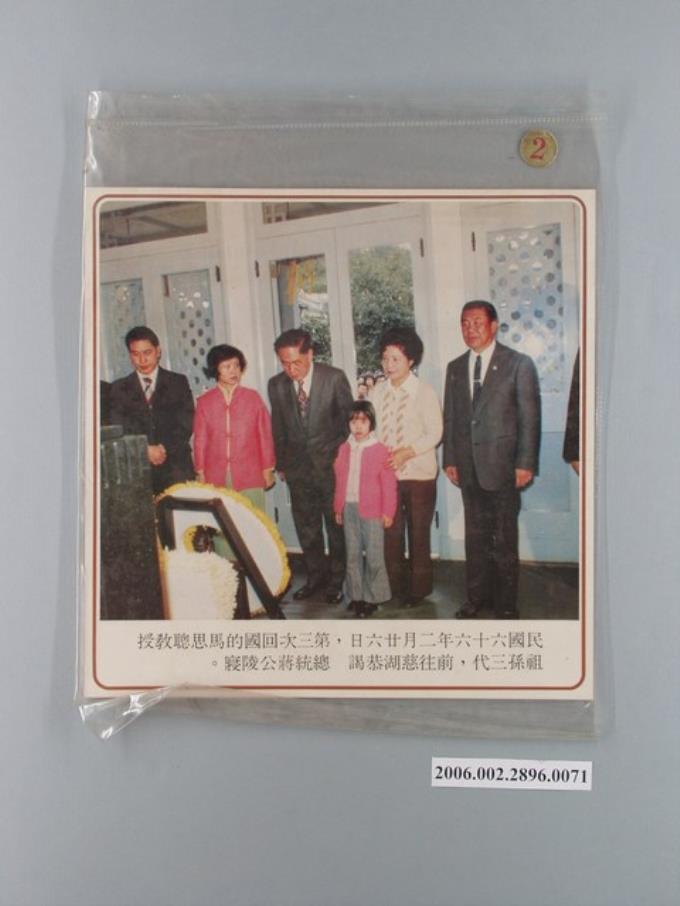 2
民國六十六年二月廿六日，第三次回國的馬思聰教授
祖孫三代，前往慈湖恭謁　總統蔣公陵寢。
2006.002.2896.0071